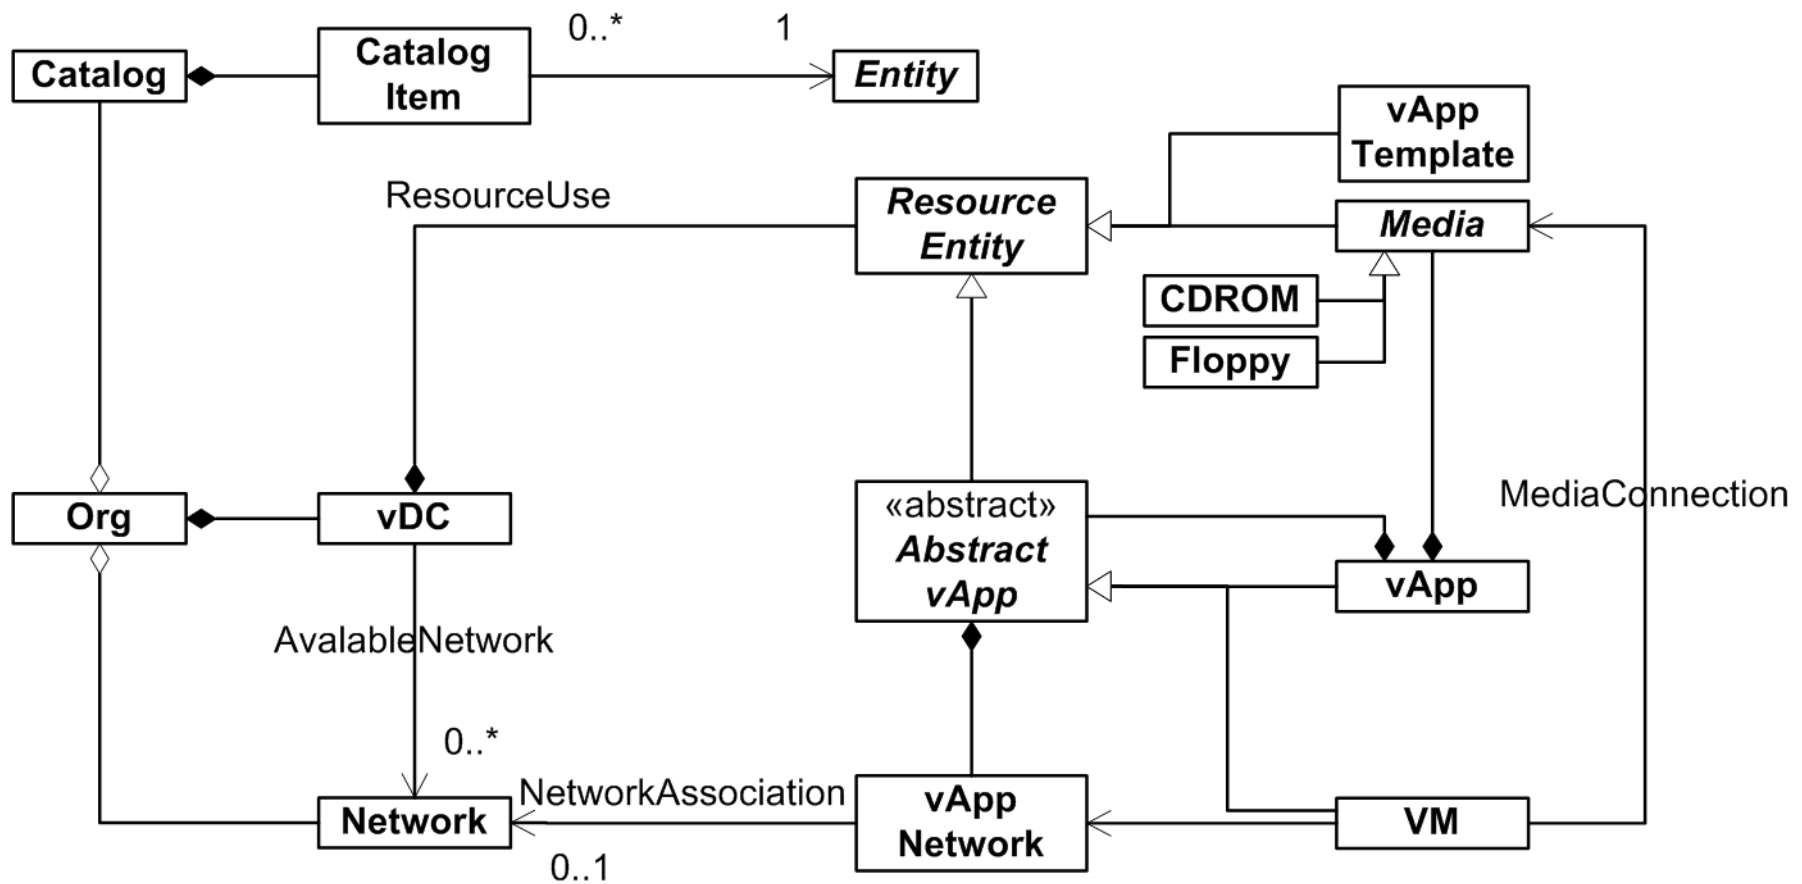 0..*
1
Catalog
Catalog
Item
Entity
vApp
Template
ResourceUse
Resource
Entity
Media
CDROM
Floppy
Org
vDC
«abstract»
Abstract
vApp
MediaConnection
vApp
AvalableNetwork
0..*
NetworkAssociation
Network
vApp
Network
VM
0..1